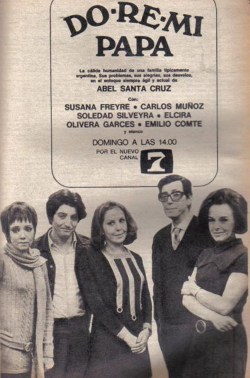 DO·RE·MI
PAPA
La cálida humanidad de una familia típicamente
argentina. Sus problemas, sus alegrías, sus desvelos,
en el enfoque siempre ágil y actual de
ABEL SANTA CRUZ
Con:
SUSANA FREYRE • CARLOS MUÑOZ
SOLEDAD SILVEYRA • ELCIRA
OLIVERA GARCES • EMILIO COMTE
y elenco
DOMINGO A LAS 14.00
POR EL NUEVO
CANAL
7